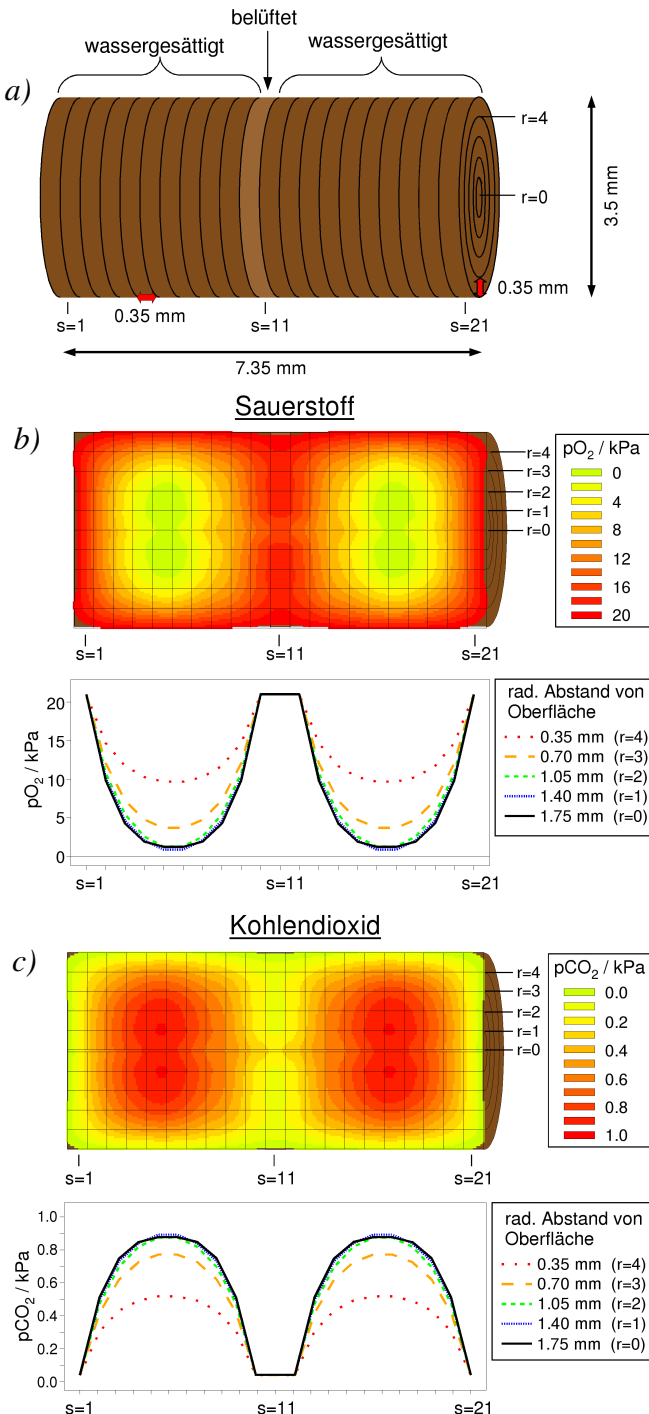 belüftet
wassergesättigt
wassergesättigt
a)
r=4
r=0
3.5 mm
0.35 mm
0.35 mm
s=1
s=11
s=21
7.35 mm
Sauerstoff
b)
r=4
r=3
r=2
r=1
r=0
pO2 / kPa
0
4
8
12
16
20
s=1
s=11
s=21
pO2 / kPa
20
15
10
5
0
s=1
s=11
s=21
rad. Abstand von
Oberfläche
0.35 mm (r=4)
0.70 mm (r=3)
1.05 mm (r=2)
1.40 mm (r=1)
1.75 mm (r=0)
Kohlendioxid
c)
r=4
r=3
r=2
r=1
r=0
pCO2 / kPa
0.0
0.2
0.4
0.6
0.8
1.0
s=1
s=11
s=21
pCO2 / kPa
1.0
0.8
0.6
0.4
0.2
0.0
s=1
s=11
s=21
rad. Abstand von
Oberfläche
0.35 mm (r=4)
0.70 mm (r=3)
1.05 mm (r=2)
1.40 mm (r=1)
1.75 mm (r=0)